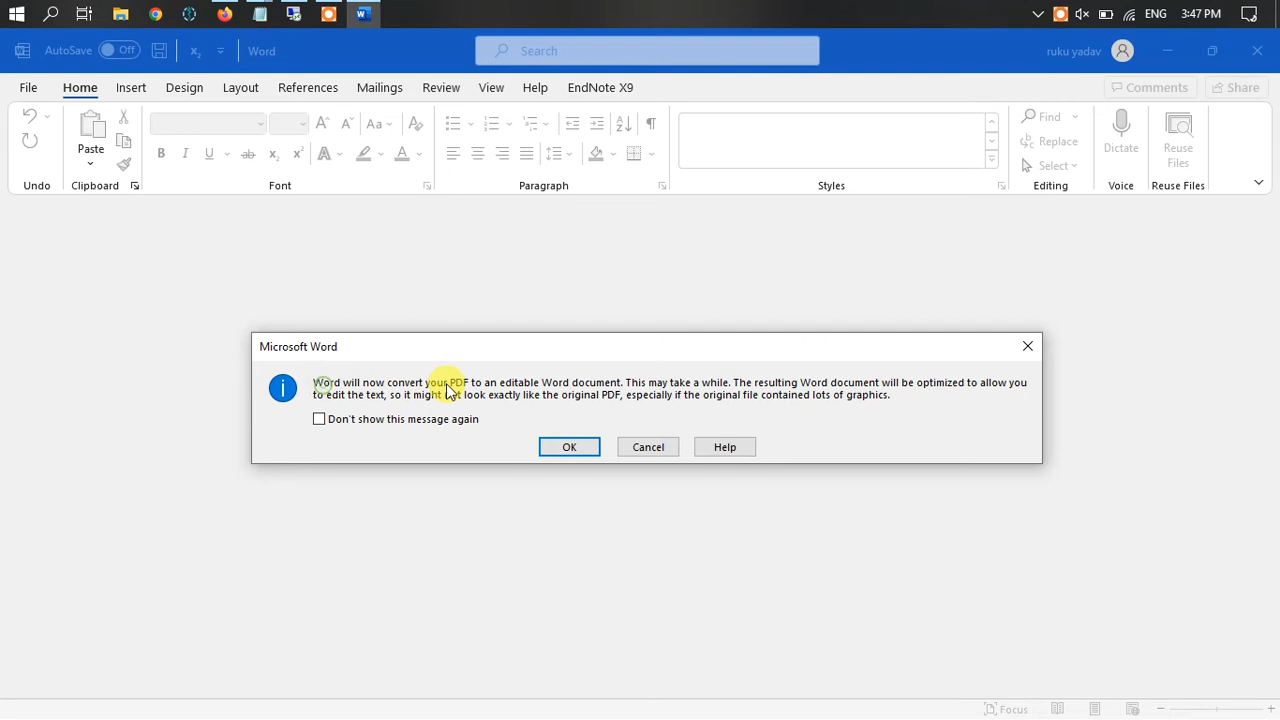 ENG 3:47 PM
AutoSave Off Word Search ruku yadav
File Home Insert Design Layout References Mailings Review View Help EndNote X9 Comments Share
Paste
Aa
Find
Replace
Select
Dictate
Reuse
Files
B I U ab x₂ x² A A
Undo Clipboard Font Paragraph Styles Editing Voice Reuse Files
Microsoft Word
Word will now convert your PDF to an editable Word document. This may take a while. The resulting Word document will be optimized to allow you
to edit the text, so it might not look exactly like the original PDF, especially if the original file contained lots of graphics.
Don't show this message again
OK Cancel Help
Focus